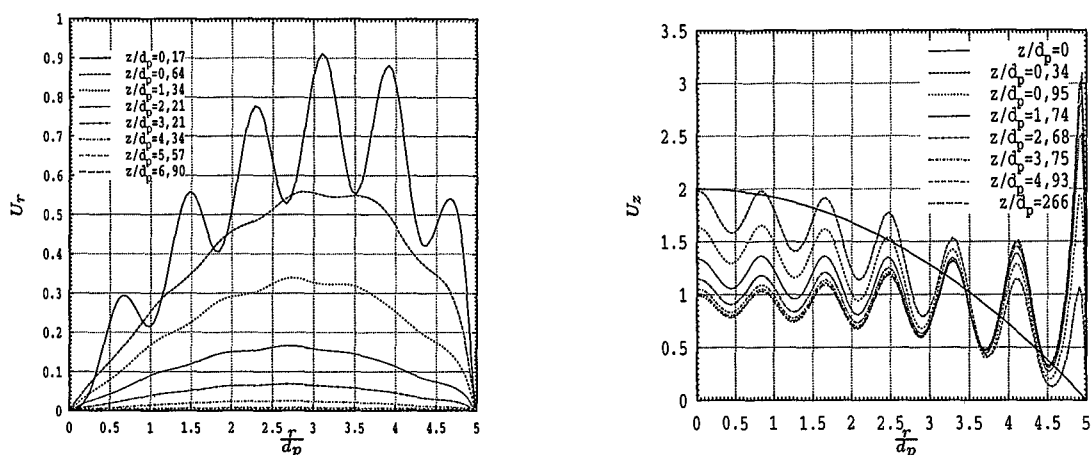 1
0.9
0.8
0.7
0.6
0.5
0.4
0.3
0.2
0.1
0
U_r
z/d_p=0,17
z/d_p=0,64
z/d_p=1,34
z/d_p=2,21
z/d_p=3,21
z/d_p=4,34
z/d_p=5,57
z/d_p=6,90
0 0.5 1 1.5 2 2.5 3 3.5 4 4.5 5
r
d_p
3.5
3
2.5
2
1.5
1
0.5
0
U_z
z/d_p=0
z/d_p=0,34
z/d_p=0,95
z/d_p=1,74
z/d_p=2,68
z/d_p=3,75
z/d_p=4,93
z/d_p=266
0 0.5 1 1.5 2 2.5 3 3.5 4 4.5 5
r
d_p